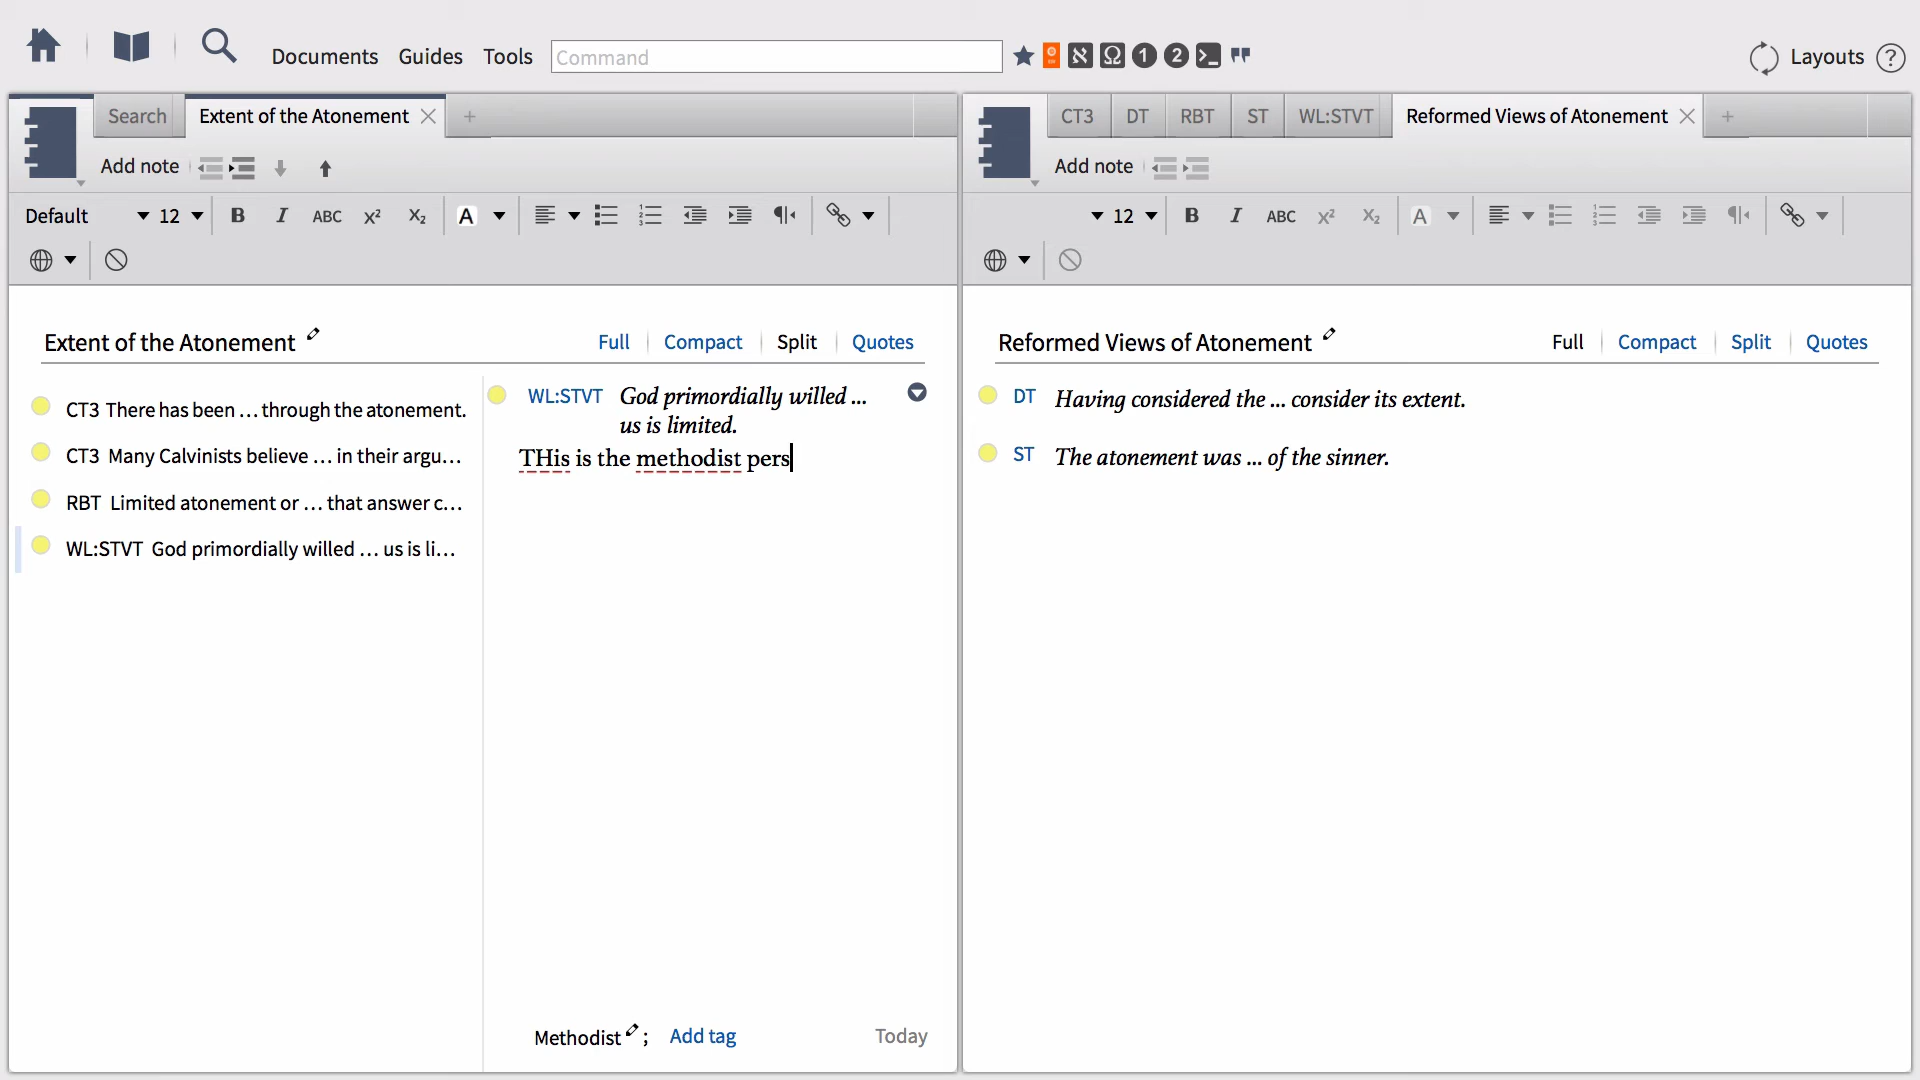 Documents Guides Tools Command Layouts ?
Search Extent of the Atonement +
Add note
Default 12 B I ABC x² X₂ A
Extent of the Atonement Full Compact Split Quotes
CT3 There has been ... through the atonement.
CT3 Many Calvinists believe ... in their argu...
RBT Limited atonement or ... that answer c...
WL:STVT God primordially willed ... us is li...
WL:STVT God primordially willed ...
us is limited.
THis is the methodist pers
Methodist ; Add tag Today
CT3 DT RBT ST WL:STVT Reformed Views of Atonement +
Add note
12 B I ABC x² X₂ A
Reformed Views of Atonement Full Compact Split Quotes
DT Having considered the ... consider its extent.
ST The atonement was ... of the sinner.